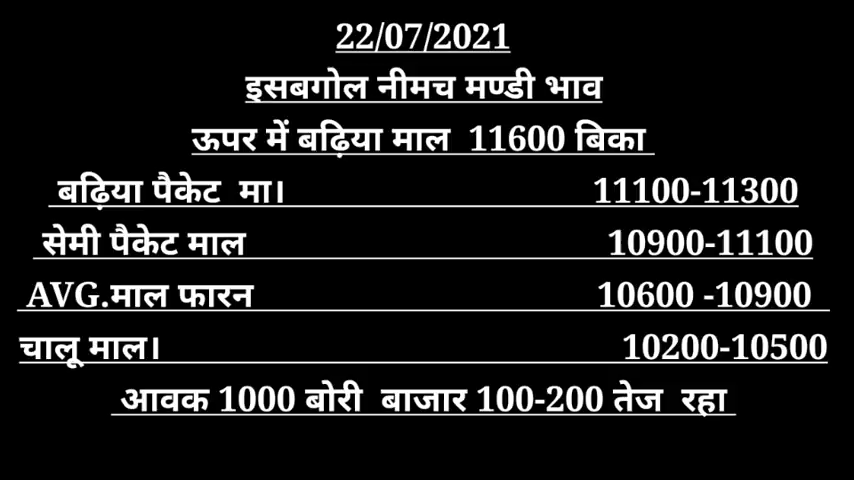 22/07/2021
इसबगोल नीमच मण्डी भाव
ऊपर में बढ़िया माल 11600 बिका
बढ़िया पैकेट मा। 11100-11300
सेमी पैकेट माल 10900-11100
AVG.माल फारन 10600 -10900
चालू माल। 10200-10500
आवक 1000 बोरी बाजार 100-200 तेज रहा